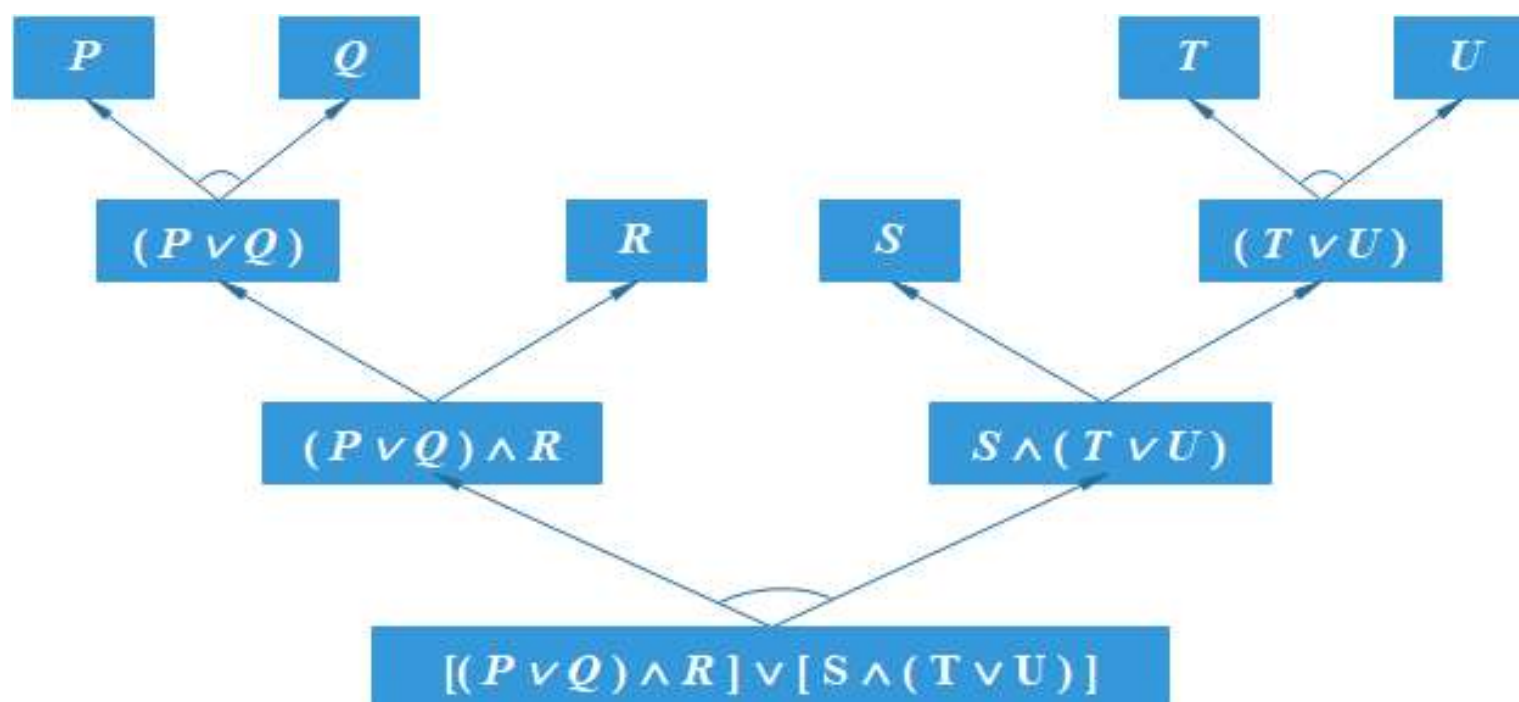 P
Q
T
U
( P ∨ Q )
R
S
( T ∨ U )
( P ∨ Q ) ∧ R
S ∧ ( T ∨ U )
[( P ∨ Q ) ∧ R ] ∨ [ S ∧ ( T ∨ U ) ]